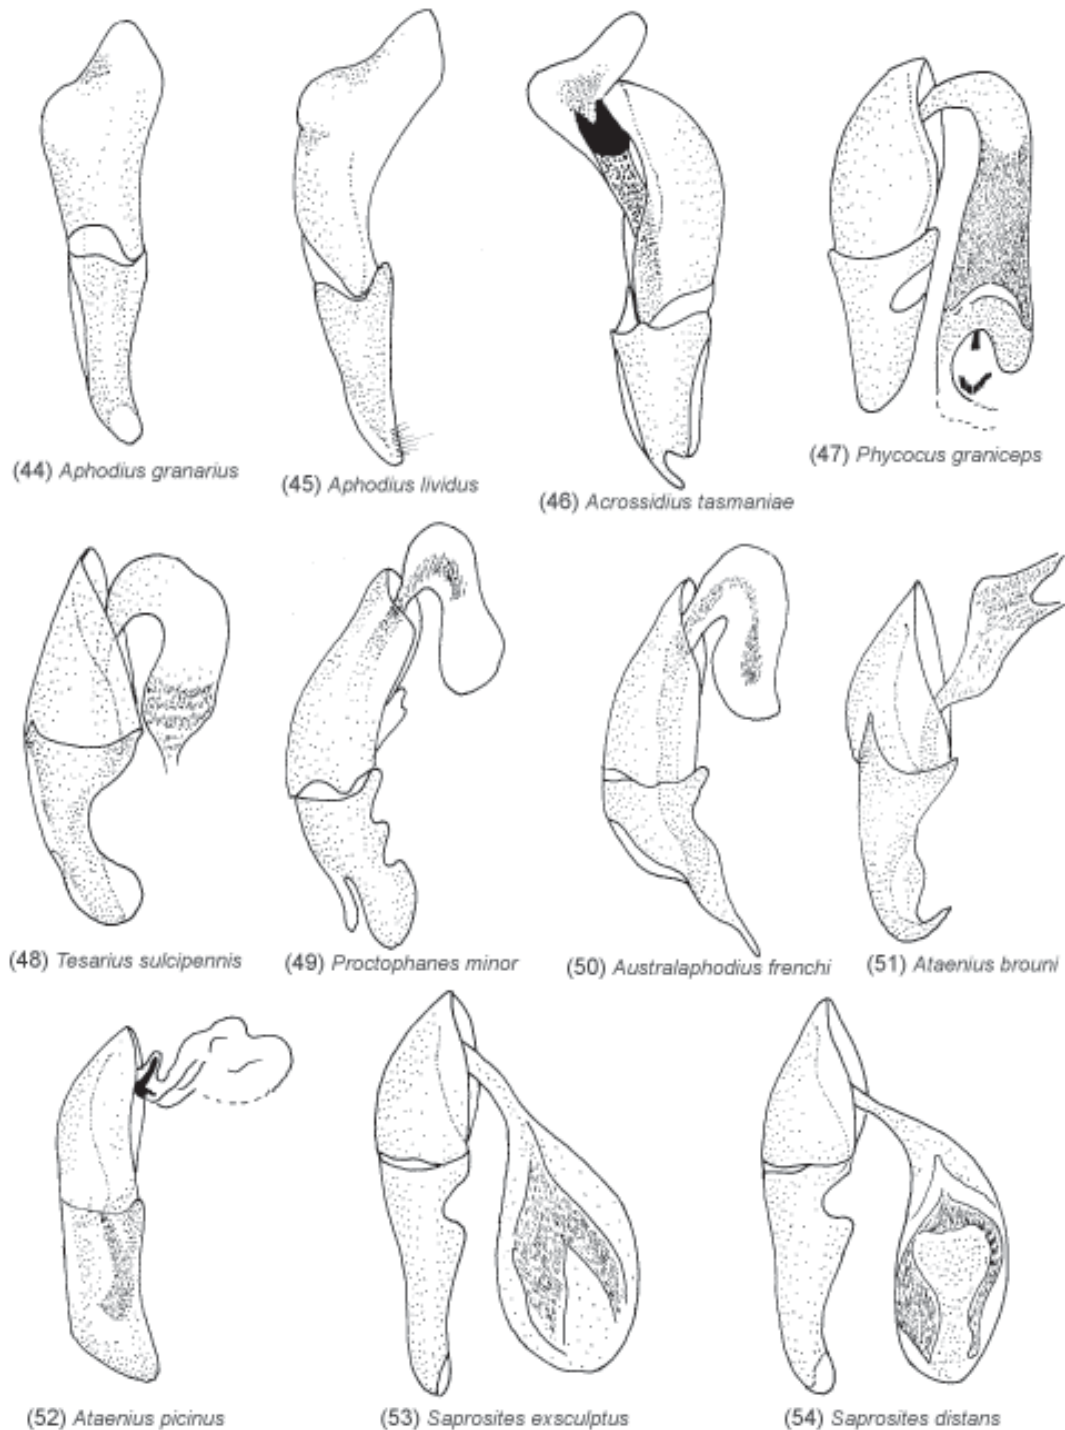 (44) Aphodius granarius
(45) Aphodius lividus
(46) Acrossidius tasmaniae
(47) Phycocus graniceps
(48) Tesarius sulcipennis
(49) Proctophanes minor
(50) Australaphodius frenchi
(51) Ataenius brouni
(52) Ataenius picinus
(53) Saprosites exsculptus
(54) Saprosites distans